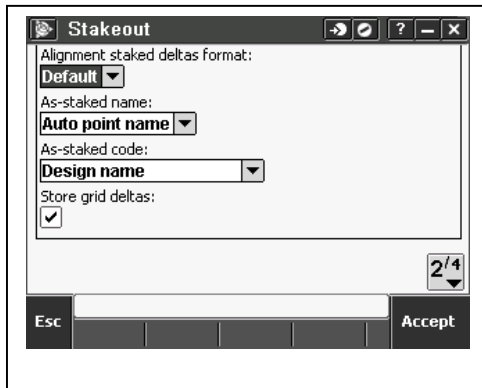 Stakeout
? – x
Alignment staked deltas format:
Default
As-staked name:
Auto point name
As-staked code:
Design name
Store grid deltas:
2/4
Esc
Accept